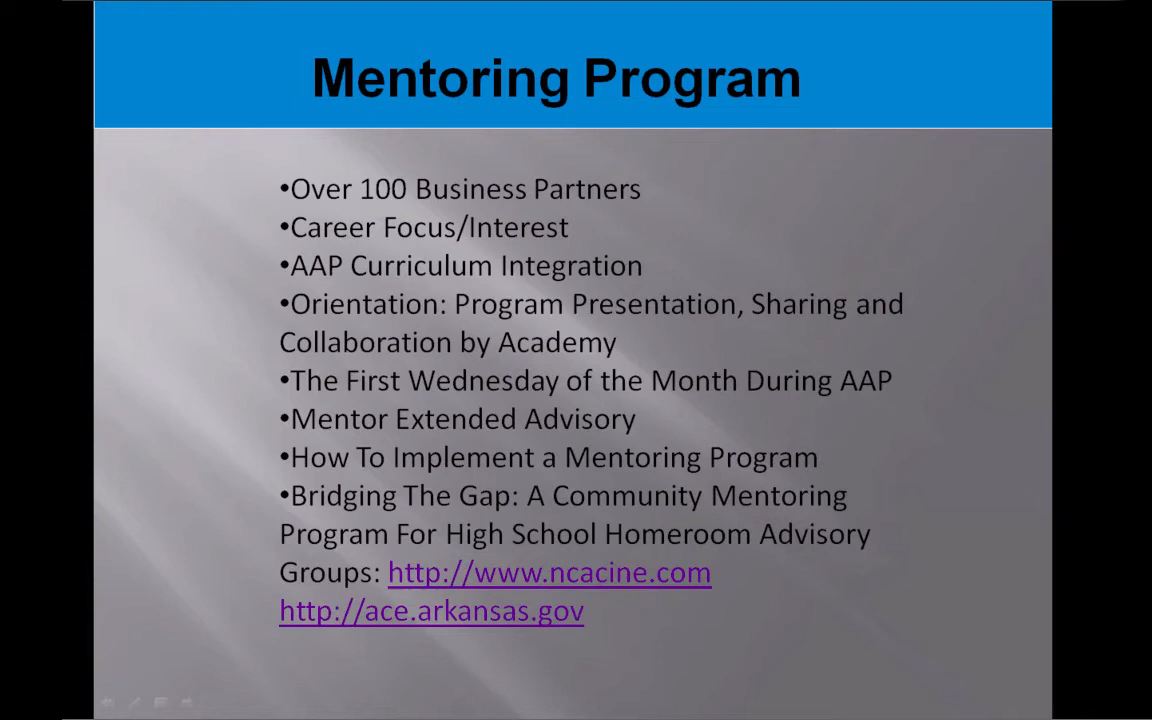 Mentoring Program
•Over 100 Business Partners
•Career Focus/Interest
•AAP Curriculum Integration
•Orientation: Program Presentation, Sharing and
Collaboration by Academy
•The First Wednesday of the Month During AAP
•Mentor Extended Advisory
•How To Implement a Mentoring Program
•Bridging The Gap: A Community Mentoring
Program For High School Homeroom Advisory
Groups: http://www.ncacine.com
http://ace.arkansas.gov